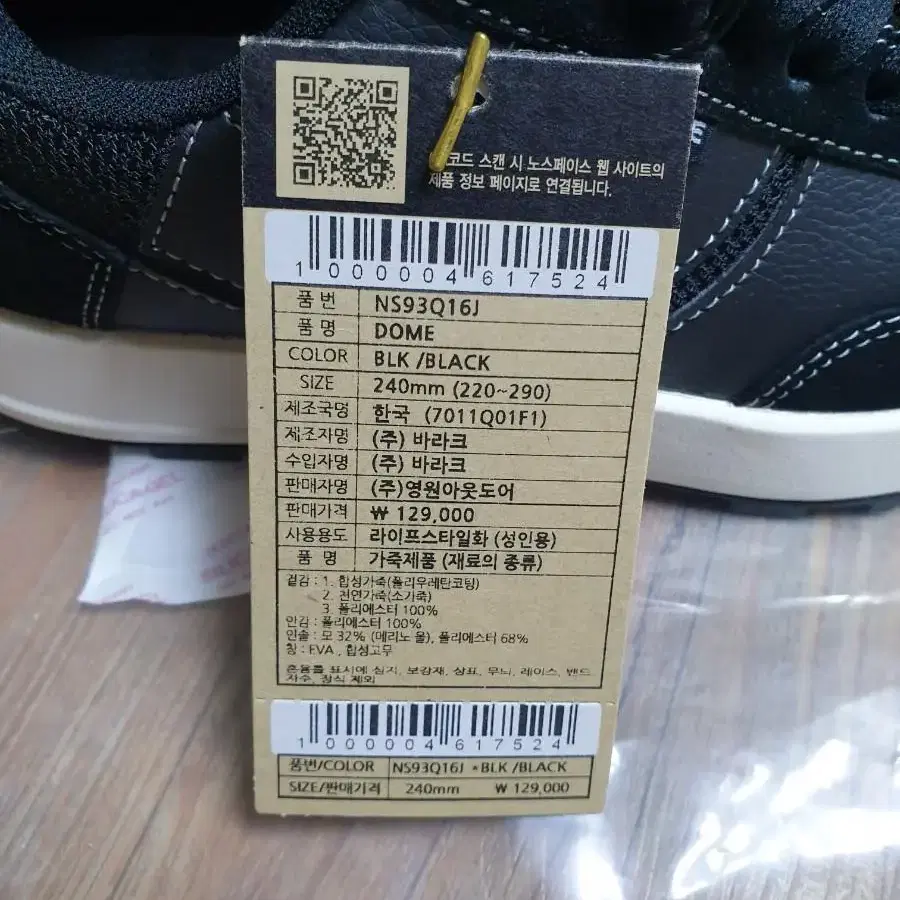 코드 스캔 시 노스페이스 웹 사이트의
제품 정보 페이지로 연결됩니다.
1000004617524
품 번 NS93Q16J
품 명 DOME
COLOR BLK /BLACK
SIZE 240mm (220~290)
제조국명 한국 (7011Q01F1)
제조자명 (주) 바라크
수입자명 (주) 바라크
판매자명 (주)영원아웃도어
판매가격 ₩ 129,000
사용용도 라이프스타일화 (성인용)
품 명 가죽제품 (재료의 종류)
겉감 : 1. 합성가죽(폴리우레탄코팅)
2. 천연가죽(소가죽)
3. 폴리에스터 100%
안감 : 폴리에스터 100%
인솔 : 모 32% (메리노 울), 폴리에스터 68%
창 : EVA , 합성고무
혼용률 표시에 심지, 보강재, 상표, 무늬, 레이스, 밴드
자수, 장식 제외
1000004617524
품번/COLOR NS93Q16J *BLK /BLACK
SIZE/판매가격 240mm ₩ 129,000